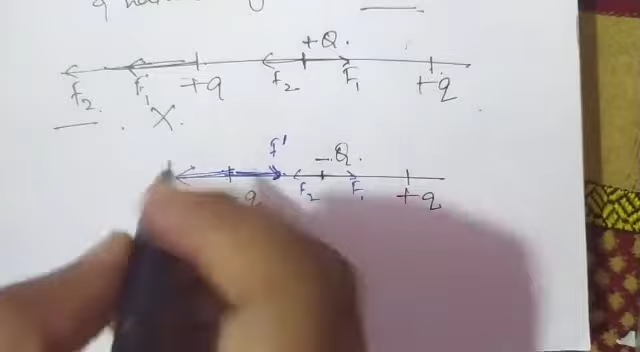 +Q.
F₂ F₁ +q F₂ F₁ +q
X.
F' -Q.
q F₂ F₁ +q